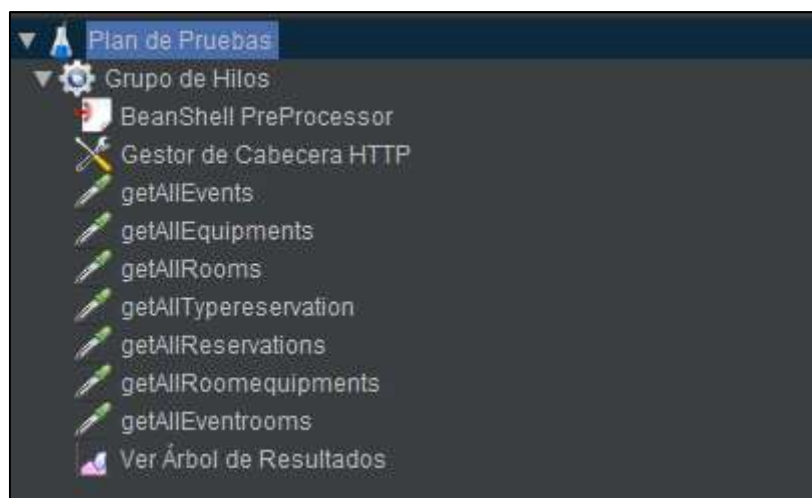 Plan de Pruebas
Grupo de Hilos
BeanShell PreProcessor
Gestor de Cabecera HTTP
getAllEvents
getAllEquipments
getAllRooms
getAllTypereservation
getAllReservations
getAllRoomequipments
getAllEventrooms
Ver Árbol de Resultados